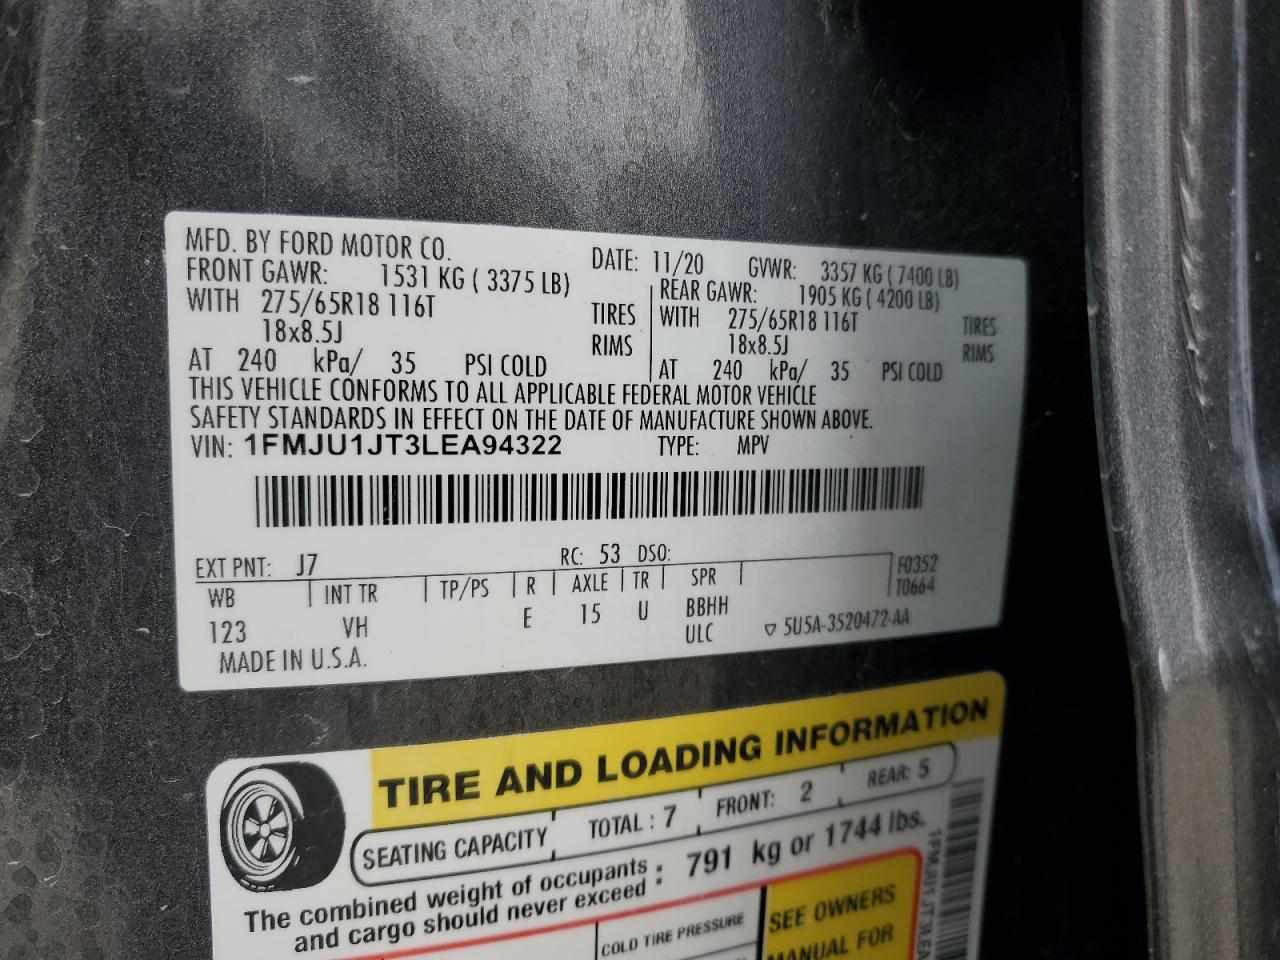 MFD. BY FORD MOTOR CO.
DATE: 11/20 GVWR: 3357 KG ( 7400 LB)
FRONT GAWR: 1531 KG ( 3375 LB) REAR GAWR: 1905 KG ( 4200 LB)
WITH 275/65R18 116T TIRES WITH 275/65R18 116T TIRES
18x8.5J RIMS 18x8.5J RIMS
AT 240 kPa/ 35 PSI COLD AT 240 kPa/ 35 PSI COLD
THIS VEHICLE CONFORMS TO ALL APPLICABLE FEDERAL MOTOR VEHICLE
SAFETY STANDARDS IN EFFECT ON THE DATE OF MANUFACTURE SHOWN ABOVE.
VIN: 1FMJU1JT3LEA94322 TYPE: MPV
EXT PNT: J7 RC: 53 DSO: F0352
WB INT TR TP/PS R AXLE TR SPR T0664
123 VH E 15 U BBHH
ULC ▽ 5U5A-3520472-AA
MADE IN U.S.A.
TIRE AND LOADING INFORMATION
SEATING CAPACITY TOTAL : 7 FRONT: 2 REAR: 5
The combined weight of occupants and cargo should never exceed : 791 kg or 1744 lbs.
COLD TIRE PRESSURE
SEE OWNERS
MANUAL FOR
1FMJU1JT3LEA